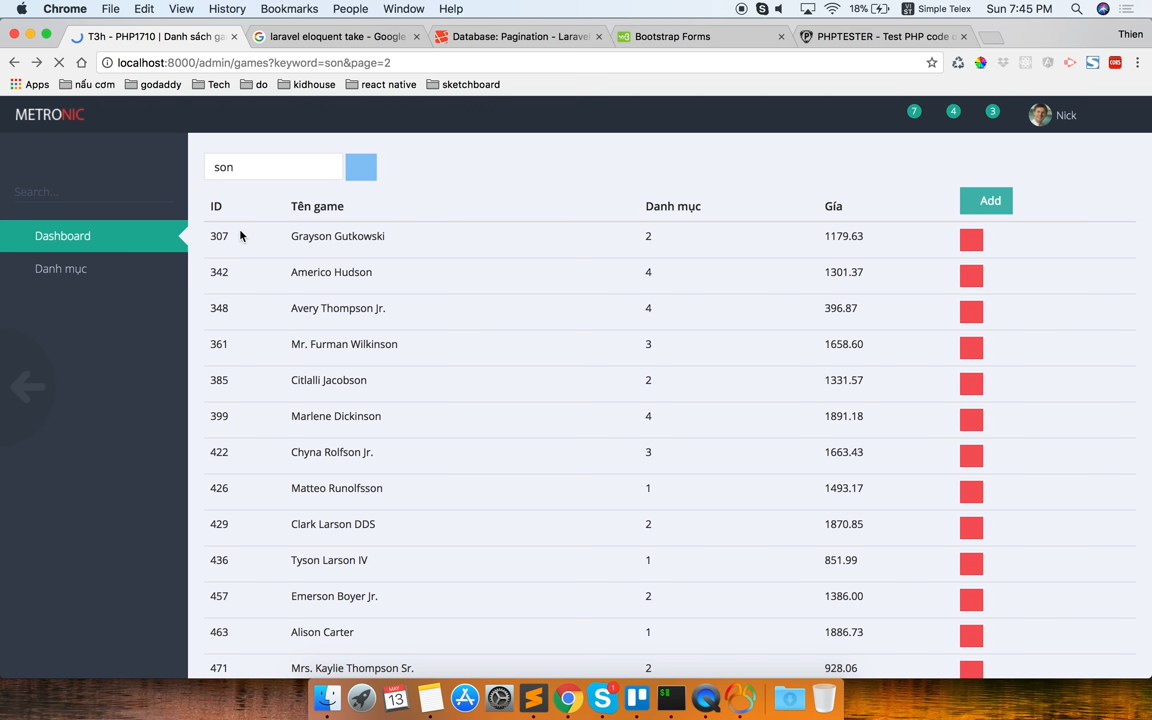 Chrome File Edit View History Bookmarks People Window Help 18% Simple Telex Sun 7:45 PM
T3h - PHP1710 | Danh sách ga laravel eloquent take - Google Database: Pagination - Larave Bootstrap Forms PHPTESTER - Test PHP code o Thien
localhost:8000/admin/games?keyword=son&page=2
Apps nấu cơm godaddy Tech do kidhouse react native sketchboard
METRONIC 7 4 3 Nick
son
Search...
ID Tên game Danh mục Gía Add
Dashboard
Danh mục
307 Grayson Gutkowski 2 1179.63
342 Americo Hudson 4 1301.37
348 Avery Thompson Jr. 4 396.87
361 Mr. Furman Wilkinson 3 1658.60
385 Citlalli Jacobson 2 1331.57
399 Marlene Dickinson 4 1891.18
422 Chyna Rolfson Jr. 3 1663.43
426 Matteo Runolfsson 1 1493.17
429 Clark Larson DDS 2 1870.85
436 Tyson Larson IV 1 851.99
457 Emerson Boyer Jr. 2 1386.00
463 Alison Carter 1 1886.73
471 Mrs. Kaylie Thompson Sr. 2 928.06
MAY
13
1